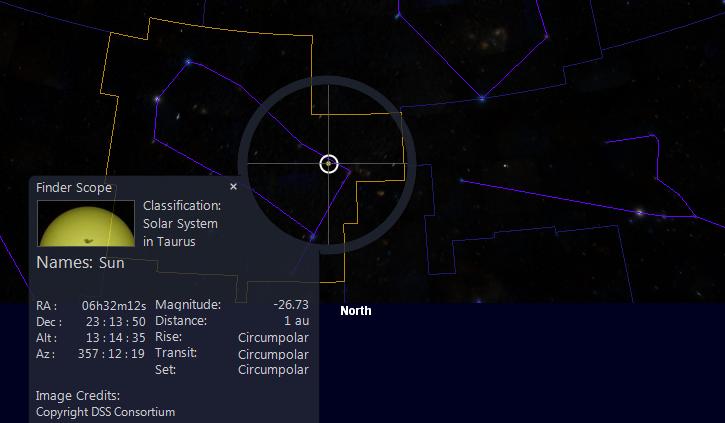 Finder Scope
×
Classification:
Solar System
in Taurus
Names: Sun
RA : 06h32m12s
Magnitude: -26.73
Dec : 23 : 13 : 50
Distance: 1 au
Alt : 13 : 14 : 35
Rise: Circumpolar
Az : 357 : 12 : 19
Transit: Circumpolar
Set: Circumpolar
Image Credits:
Copyright DSS Consortium
North